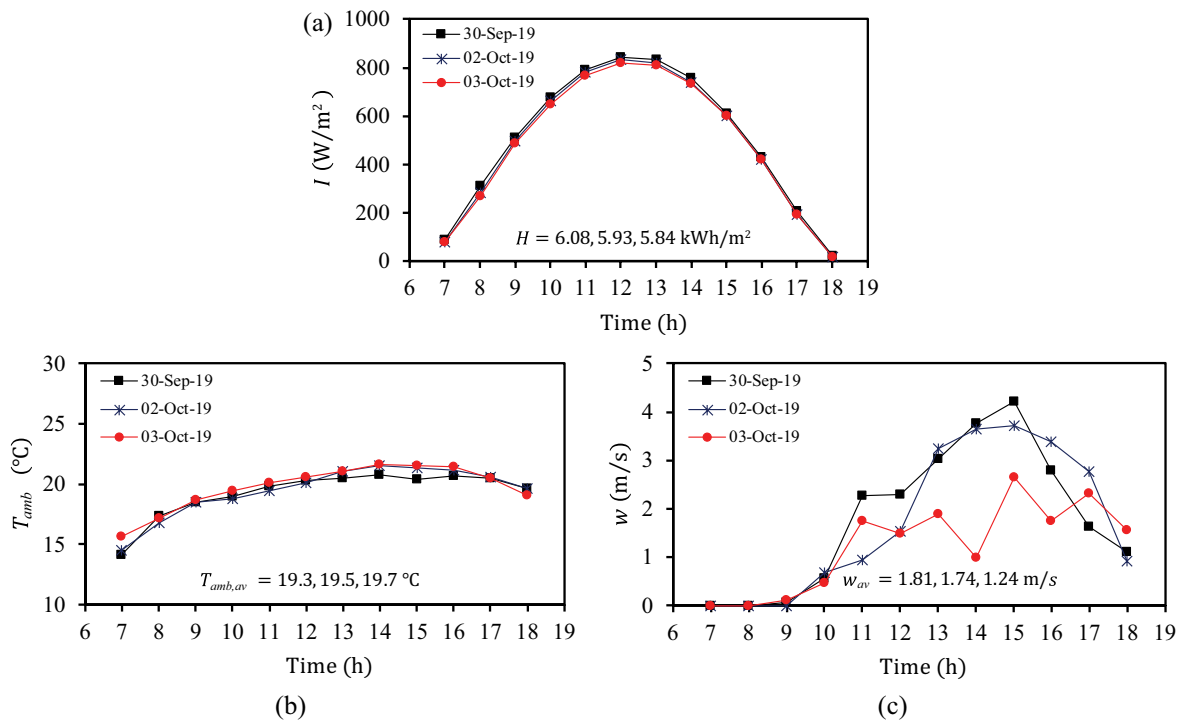 (a)
1000
800
600
400
200
0
I (W/m²)
30-Sep-19
02-Oct-19
03-Oct-19
H = 6.08, 5.93, 5.84 kWh/m²
6 7 8 9 10 11 12 13 14 15 16 17 18 19
Time (h)
30
25
20
15
10
T_amb (°C)
30-Sep-19
02-Oct-19
03-Oct-19
T_amb,av = 19.3, 19.5, 19.7 °C
6 7 8 9 10 11 12 13 14 15 16 17 18 19
Time (h)
(b)
5
4
3
2
1
0
w (m/s)
30-Sep-19
02-Oct-19
03-Oct-19
w_av = 1.81, 1.74, 1.24 m/s
6 7 8 9 10 11 12 13 14 15 16 17 18 19
Time (h)
(c)